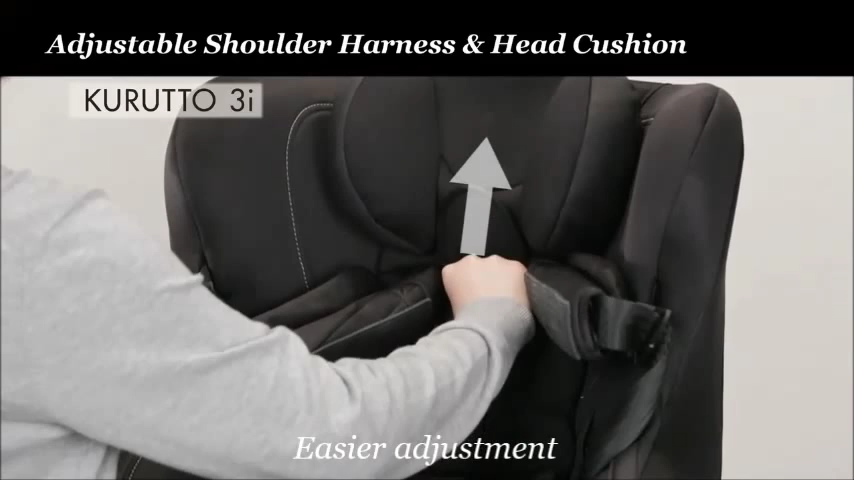 Adjustable Shoulder Harness & Head Cushion
KURUTTO 3i
Easier adjustment